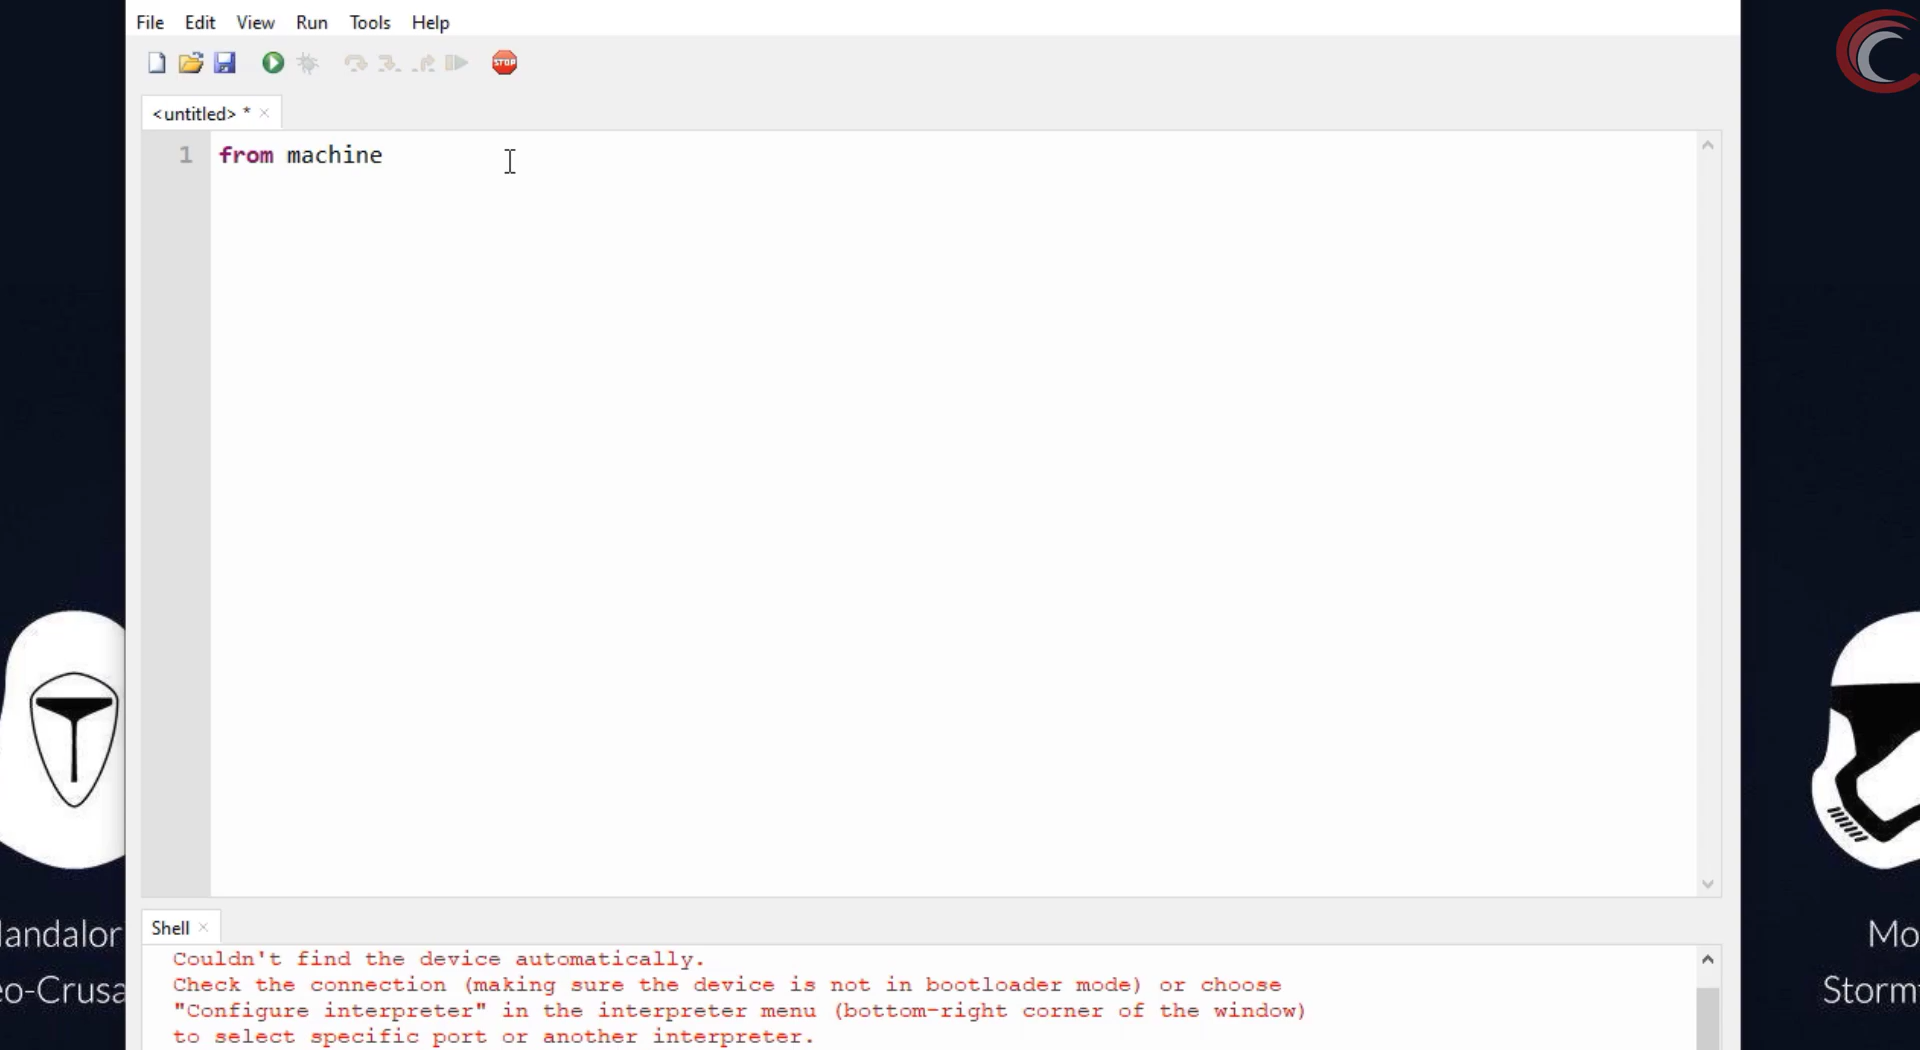 File Edit View Run Tools Help
STOP
<untitled> *
1 from machine
Shell
Couldn't find the device automatically.
Check the connection (making sure the device is not in bootloader mode) or choose
"Configure interpreter" in the interpreter menu (bottom-right corner of the window)
to select specific port or another interpreter.